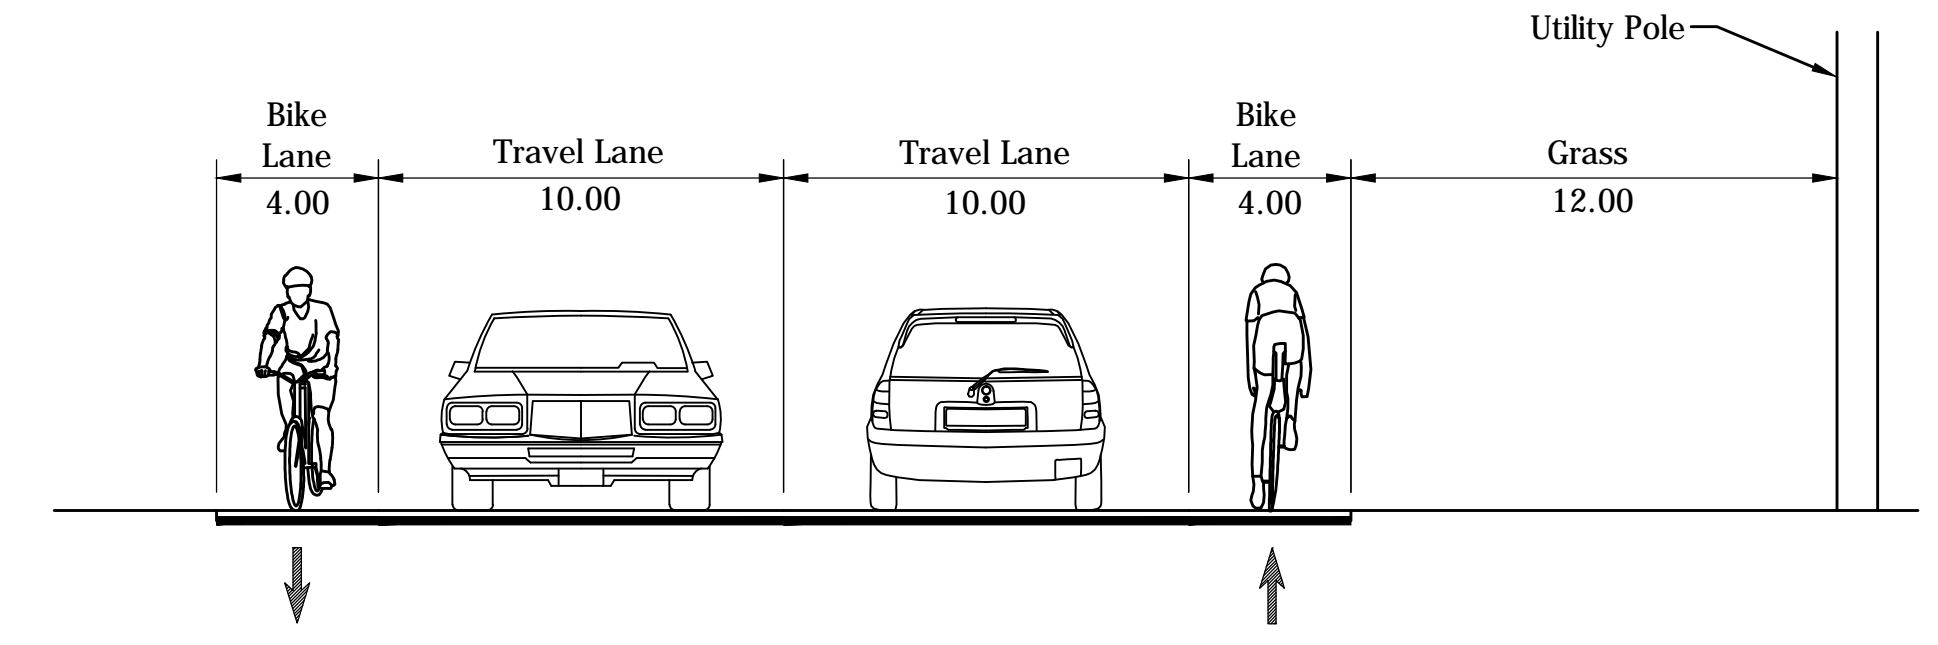 Utility Pole
Bike
Lane
4.00
Travel Lane
10.00
Travel Lane
10.00
Bike
Lane
4.00
Grass
12.00